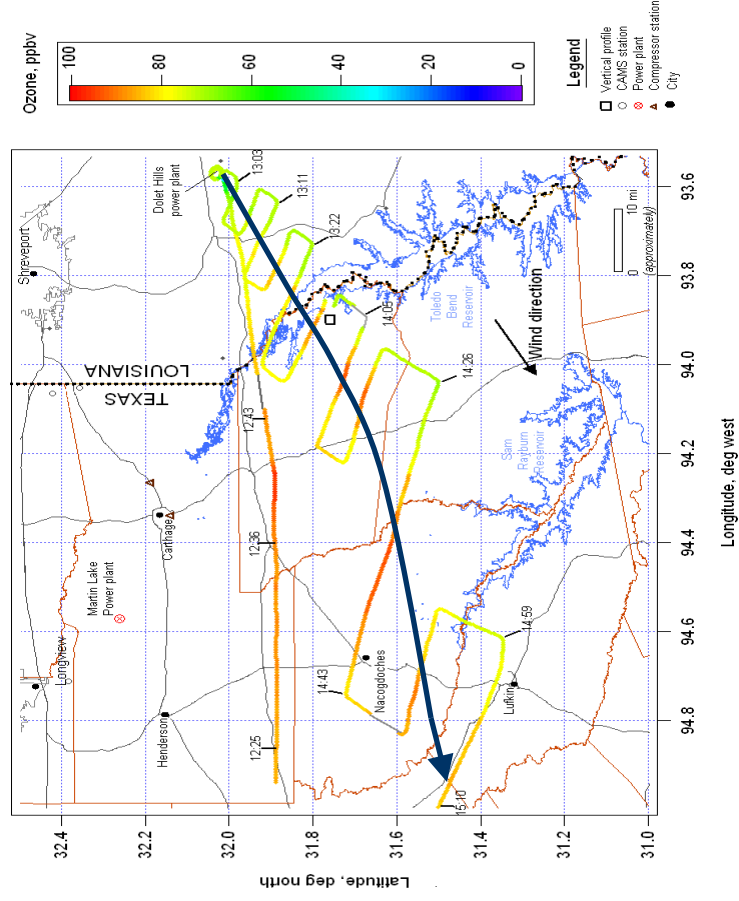 Ozone, ppbv
100
80
60
40
20
0
Legend
Vertical profile
CAMS station
Power plant
Compressor station
City
Shreveport
Dolet Hills
power plant
13:03
13:11
13:22
LOUISIANA
TEXAS
14:05
Toledo
Bend
Reservoir
0
10 mi
(approximately)
Wind direction
14:26
12:43
Sam
Rayburn
Reservoir
Carthage
12:36
Martin Lake
Power plant
Longview
Henderson
12:25
14:43
Nacogdoches
14:59
Lufkin
15:10
32.4
32.2
32.0
31.8
31.6
31.4
31.2
31.0
Latitude, deg north
93.6
93.8
94.0
94.2
94.4
94.6
94.8
Longitude, deg west